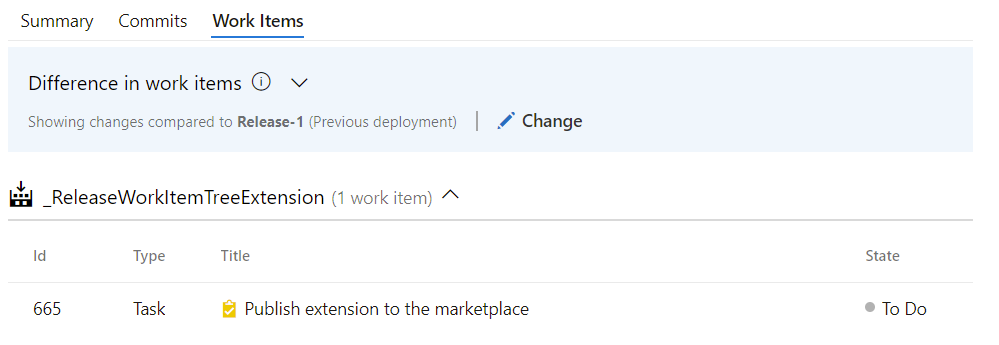 Summary Commits Work Items
Difference in work items
Showing changes compared to Release-1 (Previous deployment) | Change
_ReleaseWorkItemTreeExtension (1 work item)
Id Type Title State
665 Task Publish extension to the marketplace To Do